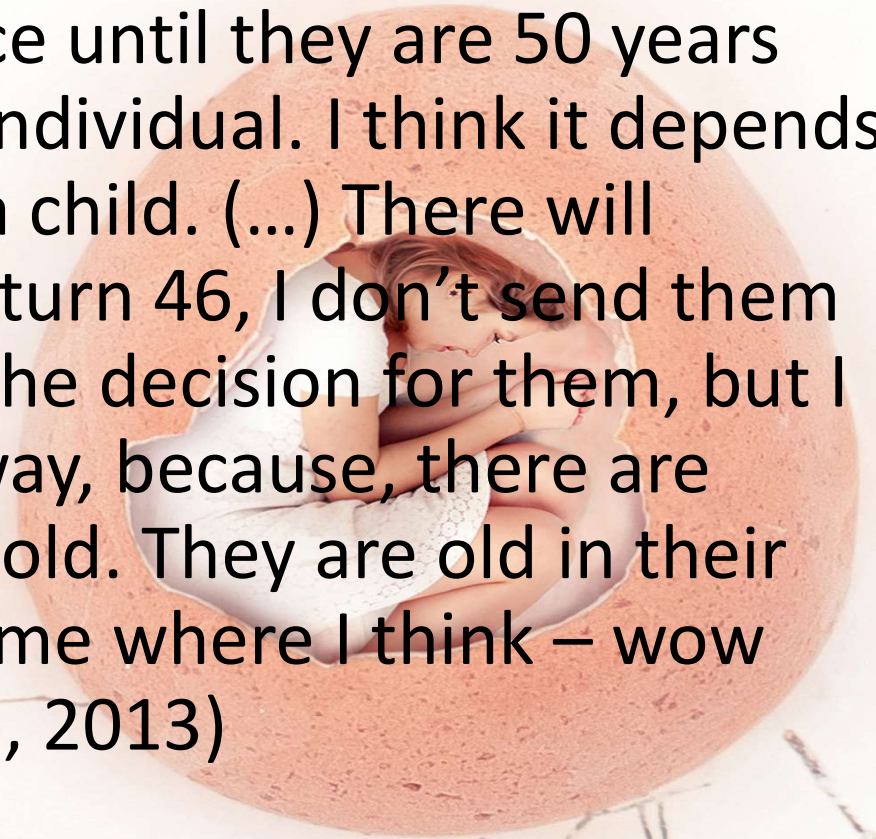 ce until they are 50 years
ndividual. I think it depends
child. (…) There will
turn 46, I don’t send them
he decision for them, but I
way, because, there are
old. They are old in their
me where I think – wow
, 2013)